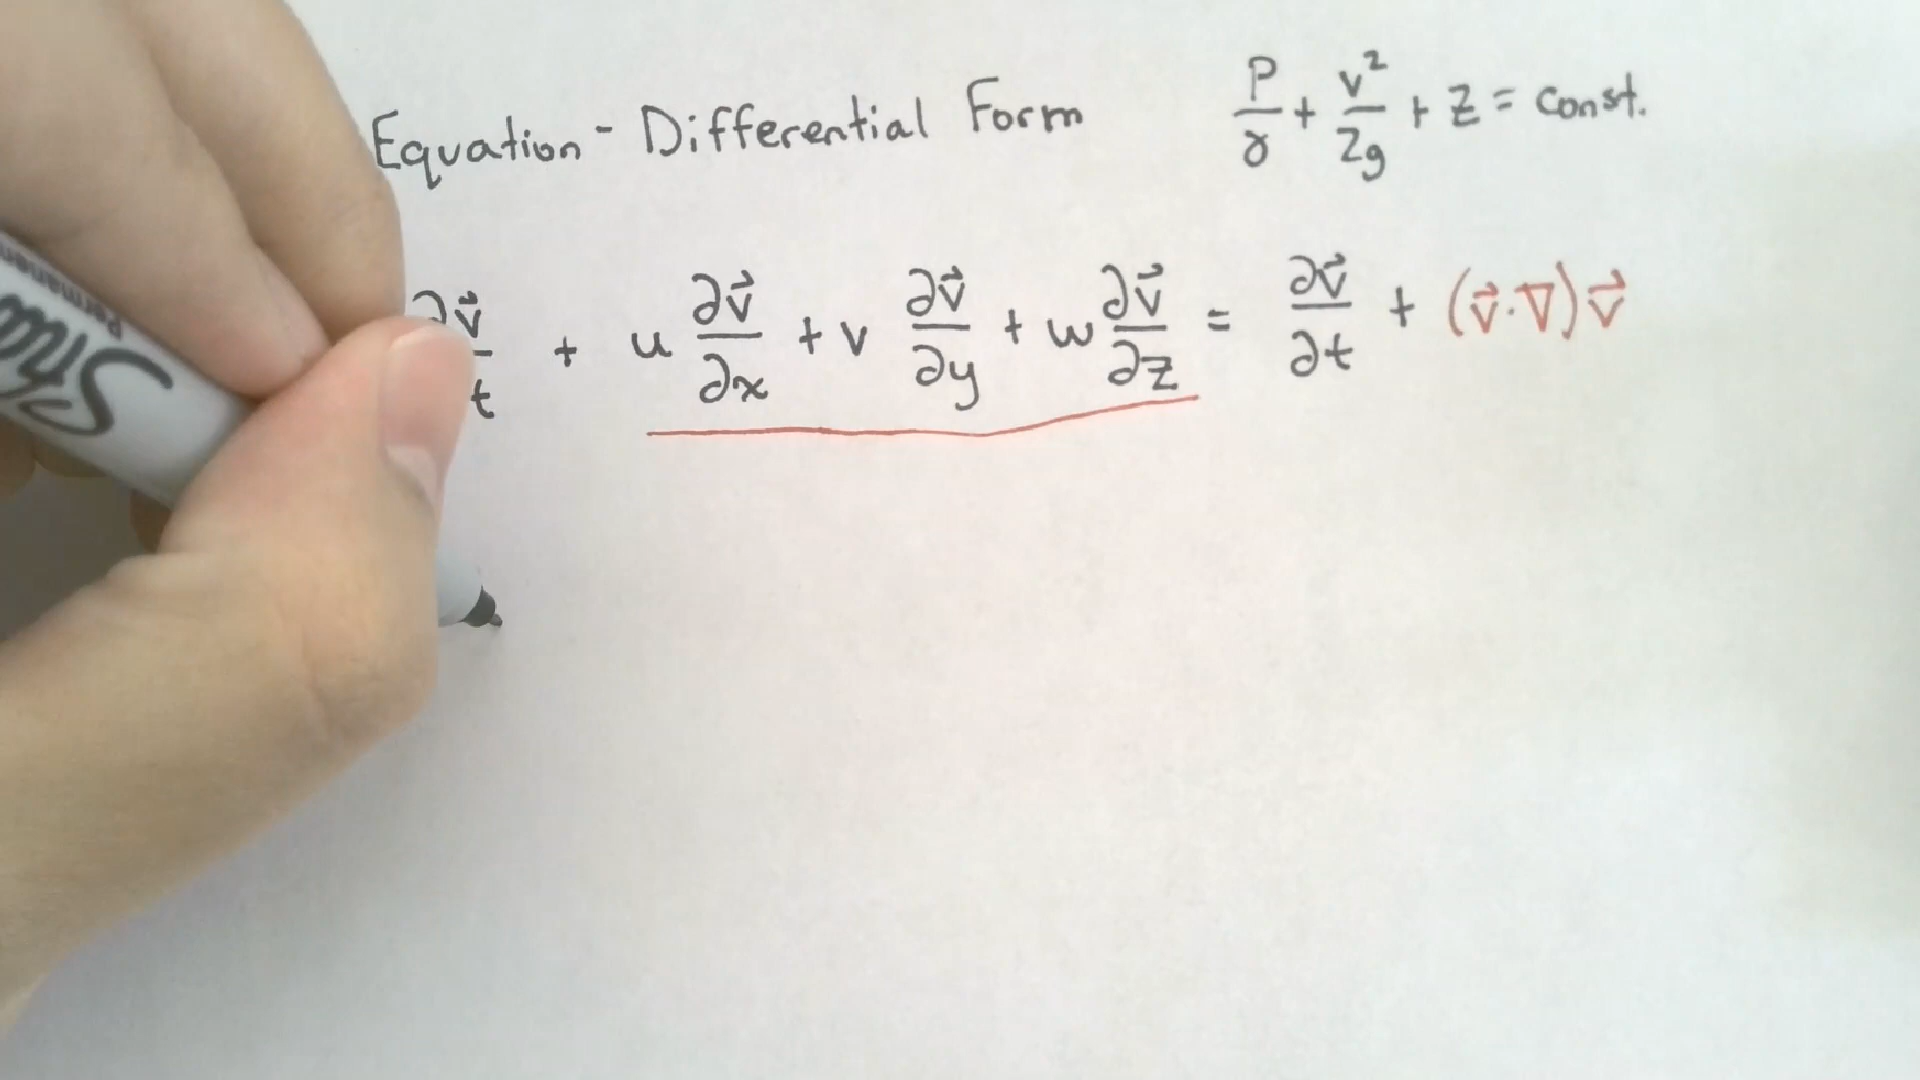 Equation - Differential Form
P/γ + v²/2g + z = const.
∂v⃗/∂t + u ∂v⃗/∂x + v ∂v⃗/∂y + w ∂v⃗/∂z = ∂v⃗/∂t + (v⃗·∇)v⃗